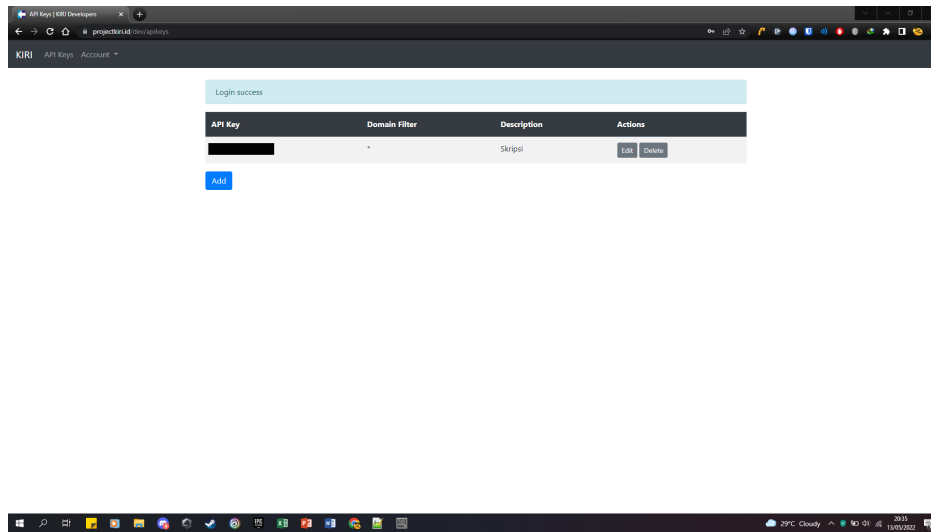 API Keys | KIRI Developers
projectkiri.id/dev/apikeys
KIRI API Keys Account
Login success
API Key Domain Filter Description Actions
* Skripsi Edit Delete
Add
29°C Cloudy
20:35
13/05/2022